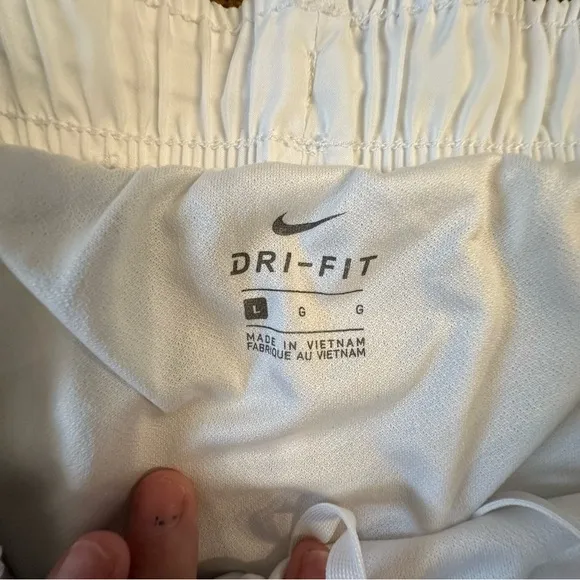 DRI-FIT
L G G
MADE IN VIETNAM
FABRIQUE AU VIETNAM